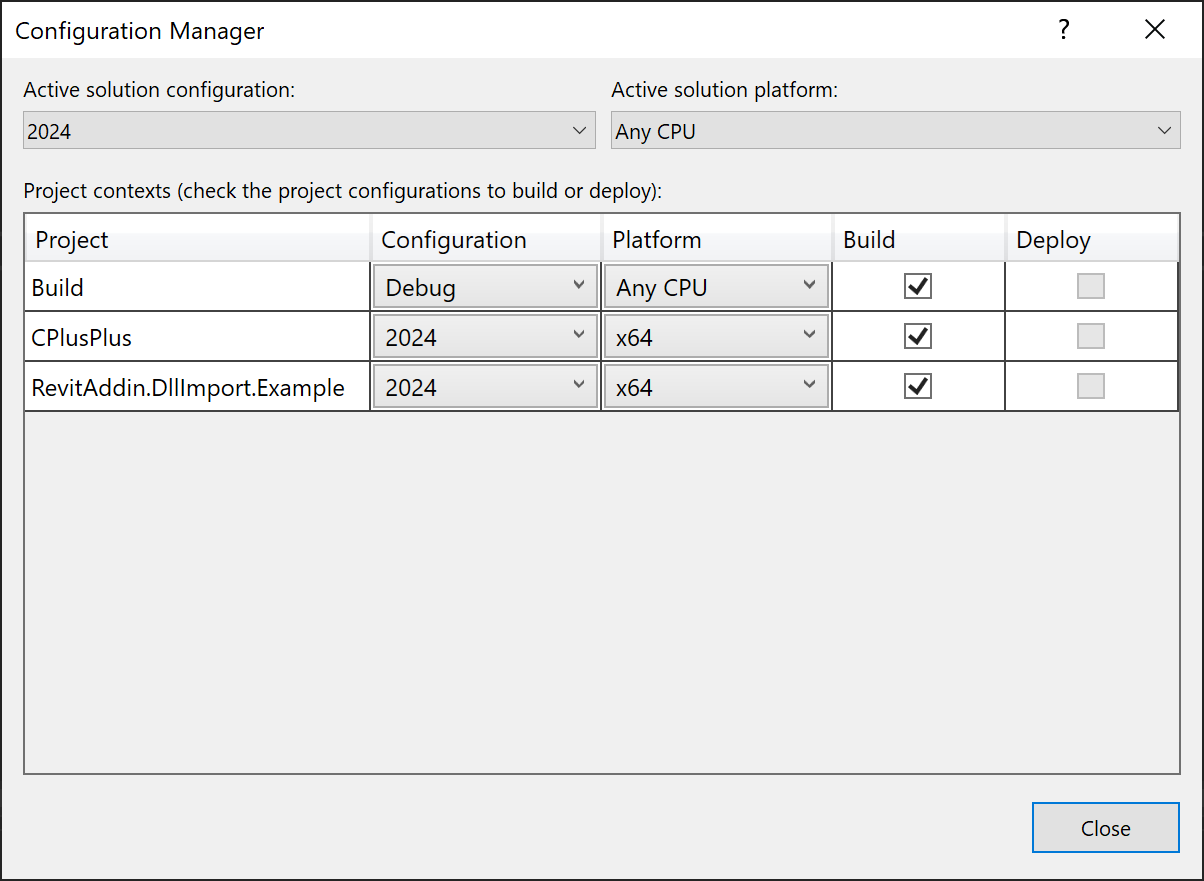 Configuration Manager ?
Active solution configuration: Active solution platform:
2024 Any CPU
Project contexts (check the project configurations to build or deploy):
Project Configuration Platform Build Deploy
Build Debug Any CPU
CPlusPlus 2024 x64
RevitAddin.DllImport.Example 2024 x64
Close